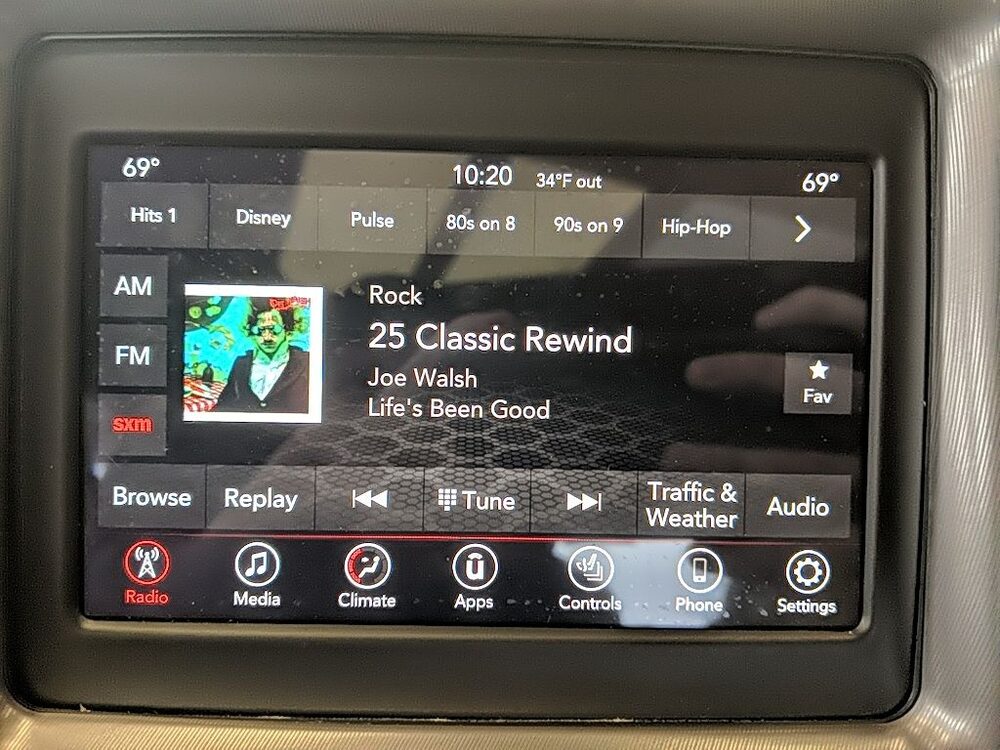 69° 10:20 34°F out 69°
Hits 1 Disney Pulse 80s on 8 90s on 9 Hip-Hop
AM
FM
sxm
Rock
25 Classic Rewind
Joe Walsh
Life's Been Good
Fav
Browse Replay Tune Traffic & Weather Audio
Radio Media Climate Apps Controls Phone Settings